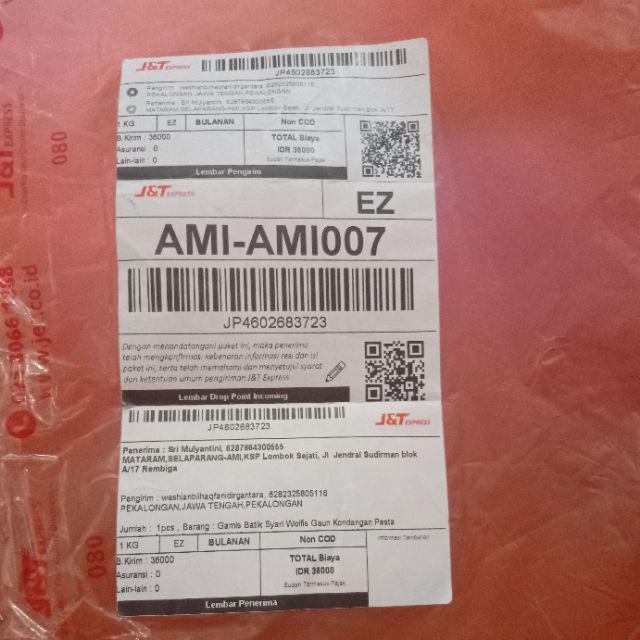 J&T EXPRESS
JP4602683723
Pengirim : washianbilhaqfandirgantara, 6282325805116,
PEKALONGAN,JAWA TENGAH,PEKALONGAN
Penerima : Sri Mulyantini, 6287864300565
MATARAM,SELAPARANG-AMI,KSP Lombok Sejati, Jl Jendral Sudirman blok A/17
1 KG EZ BULANAN Non COD
B.Kirim : 36000 TOTAL Biaya
Asuransi : 0 IDR 36000
Lain-lain : 0 Sudah Termasuk Pajak
Lembar Pengirim
J&T EXPRESS
EZ
AMI-AMI007
JP4602683723
Dengan menandatangani paket ini, maka penerima
telah mengkonfirmasi kebenaran informasi resi dan isi
paket ini, serta telah memahami dan menyetujui syarat
dan ketentuan umum pengiriman J&T Express
Lembar Drop Point Incoming
JP4602683723
J&T EXPRESS
Penerima : Sri Mulyantini, 6287864300565
MATARAM,SELAPARANG-AMI,KSP Lombok Sejati, Jl Jendral Sudirman blok
A/17 Rembiga
Pengirim : washianbilhaqfandirgantara, 6282325805116
PEKALONGAN,JAWA TENGAH,PEKALONGAN
Jumlah : 1pcs , Barang : Gamis Batik Syari Wolfis Gaun Kondangan Pesta
1 KG EZ BULANAN Non COD Informasi Tambahan
B.Kirim : 36000 TOTAL Biaya
Asuransi : 0 IDR 36000
Lain-lain : 0 Sudah Termasuk Pajak
Lembar Penerima
J&T EXPRESS
080
080